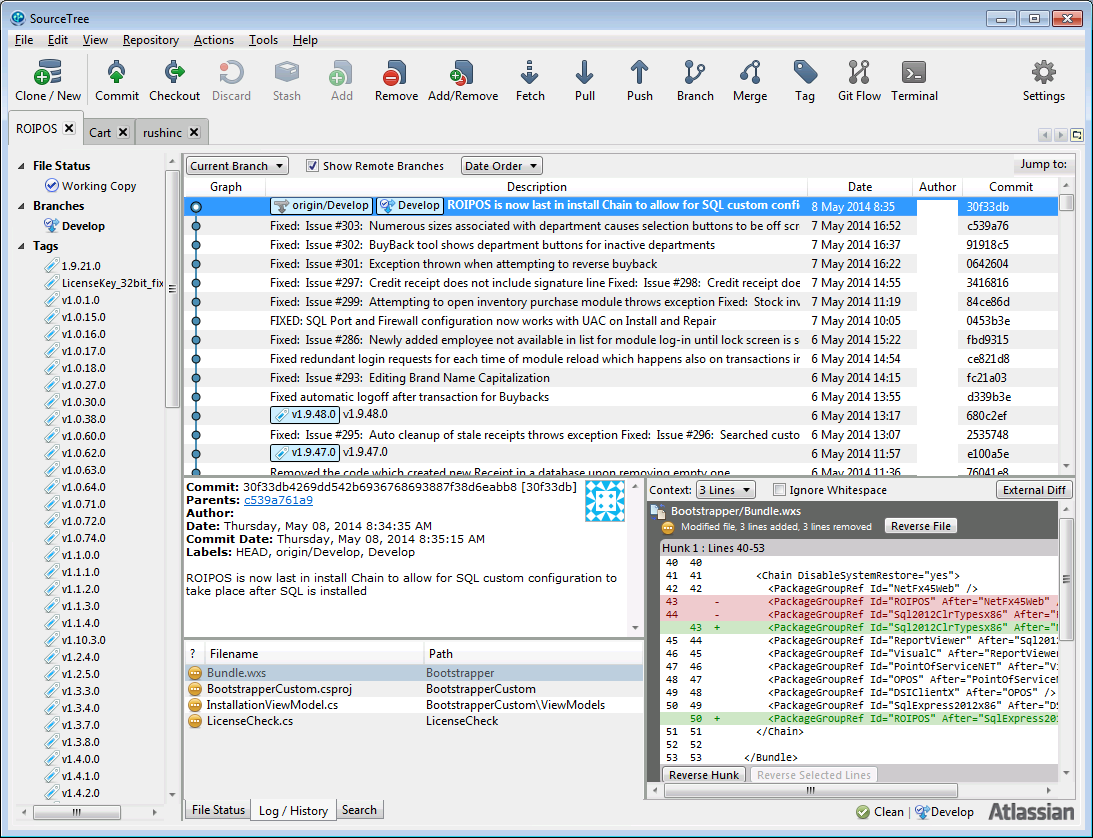 SourceTree
File Edit View Repository Actions Tools Help
Clone / New Commit Checkout Discard Stash Add Remove Add/Remove Fetch Pull Push Branch Merge Tag Git Flow Terminal Settings
ROIPOS Cart rushinc
File Status
Working Copy
Branches
Develop
Tags
1.9.21.0
LicenseKey_32bit_fix
v1.0.1.0
v1.0.15.0
v1.0.16.0
v1.0.17.0
v1.0.18.0
v1.0.27.0
v1.0.30.0
v1.0.38.0
v1.0.60.0
v1.0.62.0
v1.0.63.0
v1.0.64.0
v1.0.71.0
v1.0.72.0
v1.0.74.0
v1.1.0.0
v1.1.1.0
v1.1.2.0
v1.1.3.0
v1.1.4.0
v1.10.3.0
v1.2.4.0
v1.2.5.0
v1.3.3.0
v1.3.4.0
v1.3.7.0
v1.3.8.0
v1.4.0.0
v1.4.1.0
v1.4.2.0
Current Branch Show Remote Branches Date Order Jump to:
Graph Description Date Author Commit
origin/Develop Develop ROIPOS is now last in install Chain to allow for SQL custom confi 8 May 2014 8:35 30f33db
Fixed: Issue #303: Numerous sizes associated with department causes selection buttons to be off scr 7 May 2014 16:52 c539a76
Fixed: Issue #302: BuyBack tool shows department buttons for inactive departments 7 May 2014 16:37 91918c5
Fixed: Issue #301: Exception thrown when attempting to reverse buyback 7 May 2014 16:22 0642604
Fixed: Issue #297: Credit receipt does not include signature line Fixed: Issue #298: Credit receipt doe 7 May 2014 14:55 3416816
Fixed: Issue #299: Attempting to open inventory purchase module throws exception Fixed: Stock inv 7 May 2014 11:19 84ce86d
FIXED: SQL Port and Firewall configuration now works with UAC on Install and Repair 7 May 2014 10:05 0453b3e
Fixed: Issue #286: Newly added employee not available in list for module log-in until lock screen is s 6 May 2014 15:22 fbd9315
Fixed redundant login requests for each time of module reload which happens also on transactions ir 6 May 2014 14:54 ce821d8
Fixed: Issue #293: Editing Brand Name Capitalization 6 May 2014 14:15 fc21a03
Fixed automatic logoff after transaction for Buybacks 6 May 2014 13:55 d339b3e
v1.9.48.0 v1.9.48.0 6 May 2014 13:17 680c2ef
Fixed: Issue #295: Auto cleanup of stale receipts throws exception Fixed: Issue #296: Searched custo 6 May 2014 13:07 2535748
v1.9.47.0 v1.9.47.0 6 May 2014 11:57 e100a5e
Removed the code which created new Receipt in a database upon removing empty one 6 May 2014 11:36 76041e8
Commit: 30f33db4269dd542b6936768693887f38d6eabb8 [30f33db]
Parents: c539a761a9
Author:
Date: Thursday, May 08, 2014 8:34:35 AM
Commit Date: Thursday, May 08, 2014 8:35:15 AM
Labels: HEAD, origin/Develop, Develop
ROIPOS is now last in install Chain to allow for SQL custom configuration to
take place after SQL is installed
? Filename Path
Bundle.wxs Bootstrapper
BootstrapperCustom.csproj BootstrapperCustom
InstallationViewModel.cs BootstrapperCustom\ViewModels
LicenseCheck.cs LicenseCheck
File Status Log / History Search
Context: 3 Lines Ignore Whitespace External Diff
Bootstrapper/Bundle.wxs
Modified file, 3 lines added, 3 lines removed Reverse File
Hunk 1 : Lines 40-53
40 40
41 41 <Chain DisableSystemRestore="yes">
42 42 <PackageGroupRef Id="NetFx45Web" />
43 - <PackageGroupRef Id="ROIPOS" After="NetFx45Web" /
44 - <PackageGroupRef Id="Sql2012ClrTypesx86" After="
43 + <PackageGroupRef Id="Sql2012ClrTypesx86" After="
45 44 <PackageGroupRef Id="ReportViewer" After="Sql2012
46 45 <PackageGroupRef Id="VisualC" After="ReportViewer
47 46 <PackageGroupRef Id="PointOfServiceNET" After="Vi
48 47 <PackageGroupRef Id="OPOS" After="PointOfService
49 48 <PackageGroupRef Id="DSIClientX" After="OPOS" />
50 49 <PackageGroupRef Id="SqlExpress2012x86" After="DS
50 + <PackageGroupRef Id="ROIPOS" After="SqlExpress201
51 51 </Chain>
52 52
53 53 </Bundle>
Reverse Hunk Reverse Selected Lines
Clean Develop Atlassian